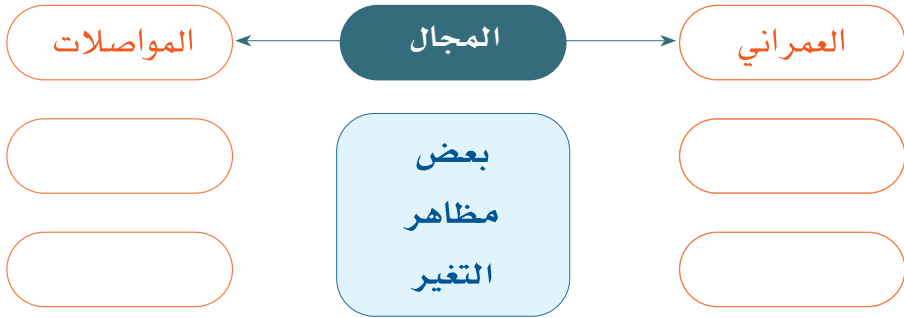 العمراني
المجال
المواصلات
بعض
مظاهر
التغير